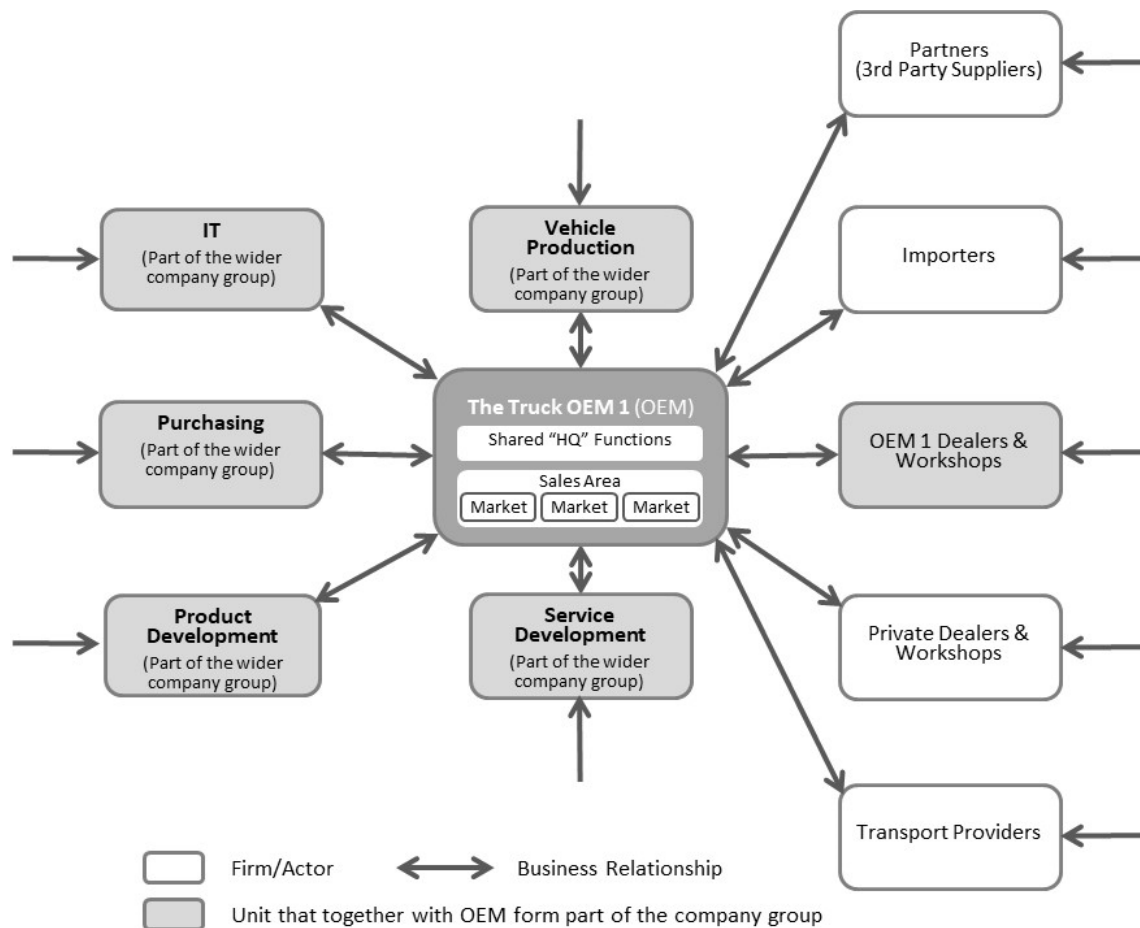 Partners
(3rd Party Suppliers)
IT
(Part of the wider
company group)
Vehicle
Production
(Part of the wider
company group)
Importers
Purchasing
(Part of the wider
company group)
The Truck OEM 1 (OEM)
Shared “HQ” Functions
Sales Area
Market Market Market
OEM 1 Dealers &
Workshops
Product
Development
(Part of the wider
company group)
Service
Development
(Part of the wider
company group)
Private Dealers &
Workshops
Transport Providers
Firm/Actor
Business Relationship
Unit that together with OEM form part of the company group